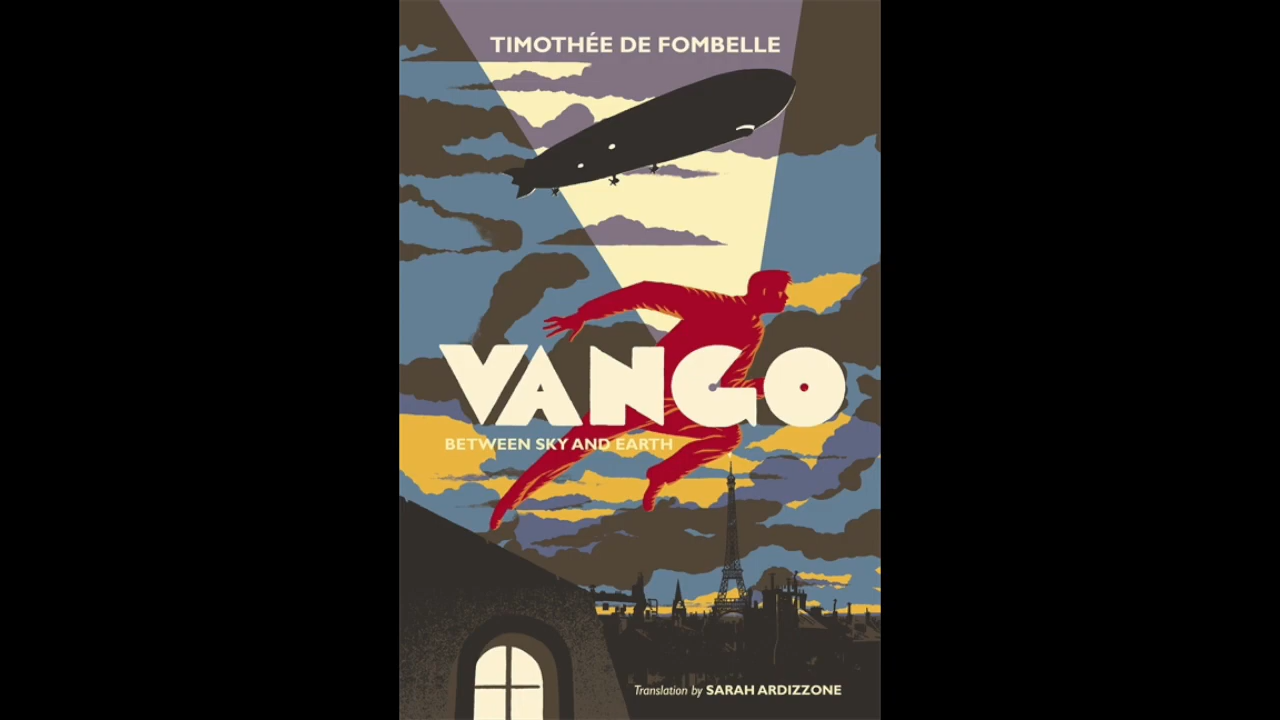 TIMOTHÉE DE FOMBELLE
VANGO
BETWEEN SKY AND EARTH
Translation by SARAH ARDIZZONE